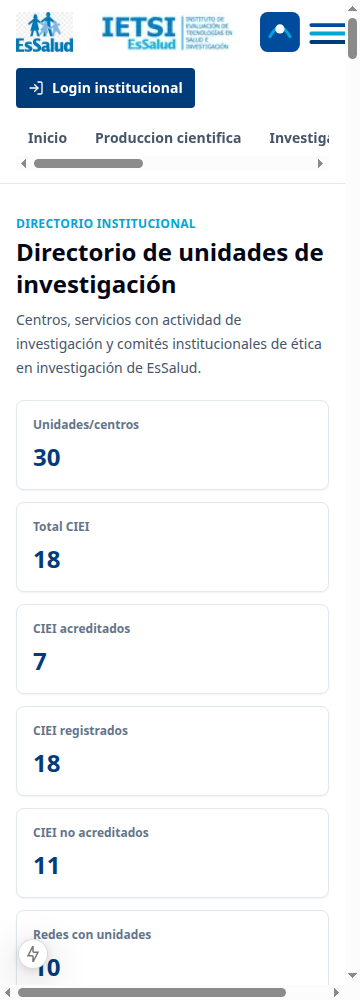 EsSalud
IETSI
EsSalud
INSTITUTO DE
EVALUACIÓN DE
TECNOLOGÍAS EN
SALUD E
INVESTIGACIÓN
Login institucional
Inicio
Produccion cientifica
Investiga
DIRECTORIO INSTITUCIONAL
Directorio de unidades de
investigación
Centros, servicios con actividad de
investigación y comités institucionales de ética
en investigación de EsSalud.
Unidades/centros
30
Total CIEI
18
CIEI acreditados
7
CIEI registrados
18
CIEI no acreditados
11
Redes con unidades
10